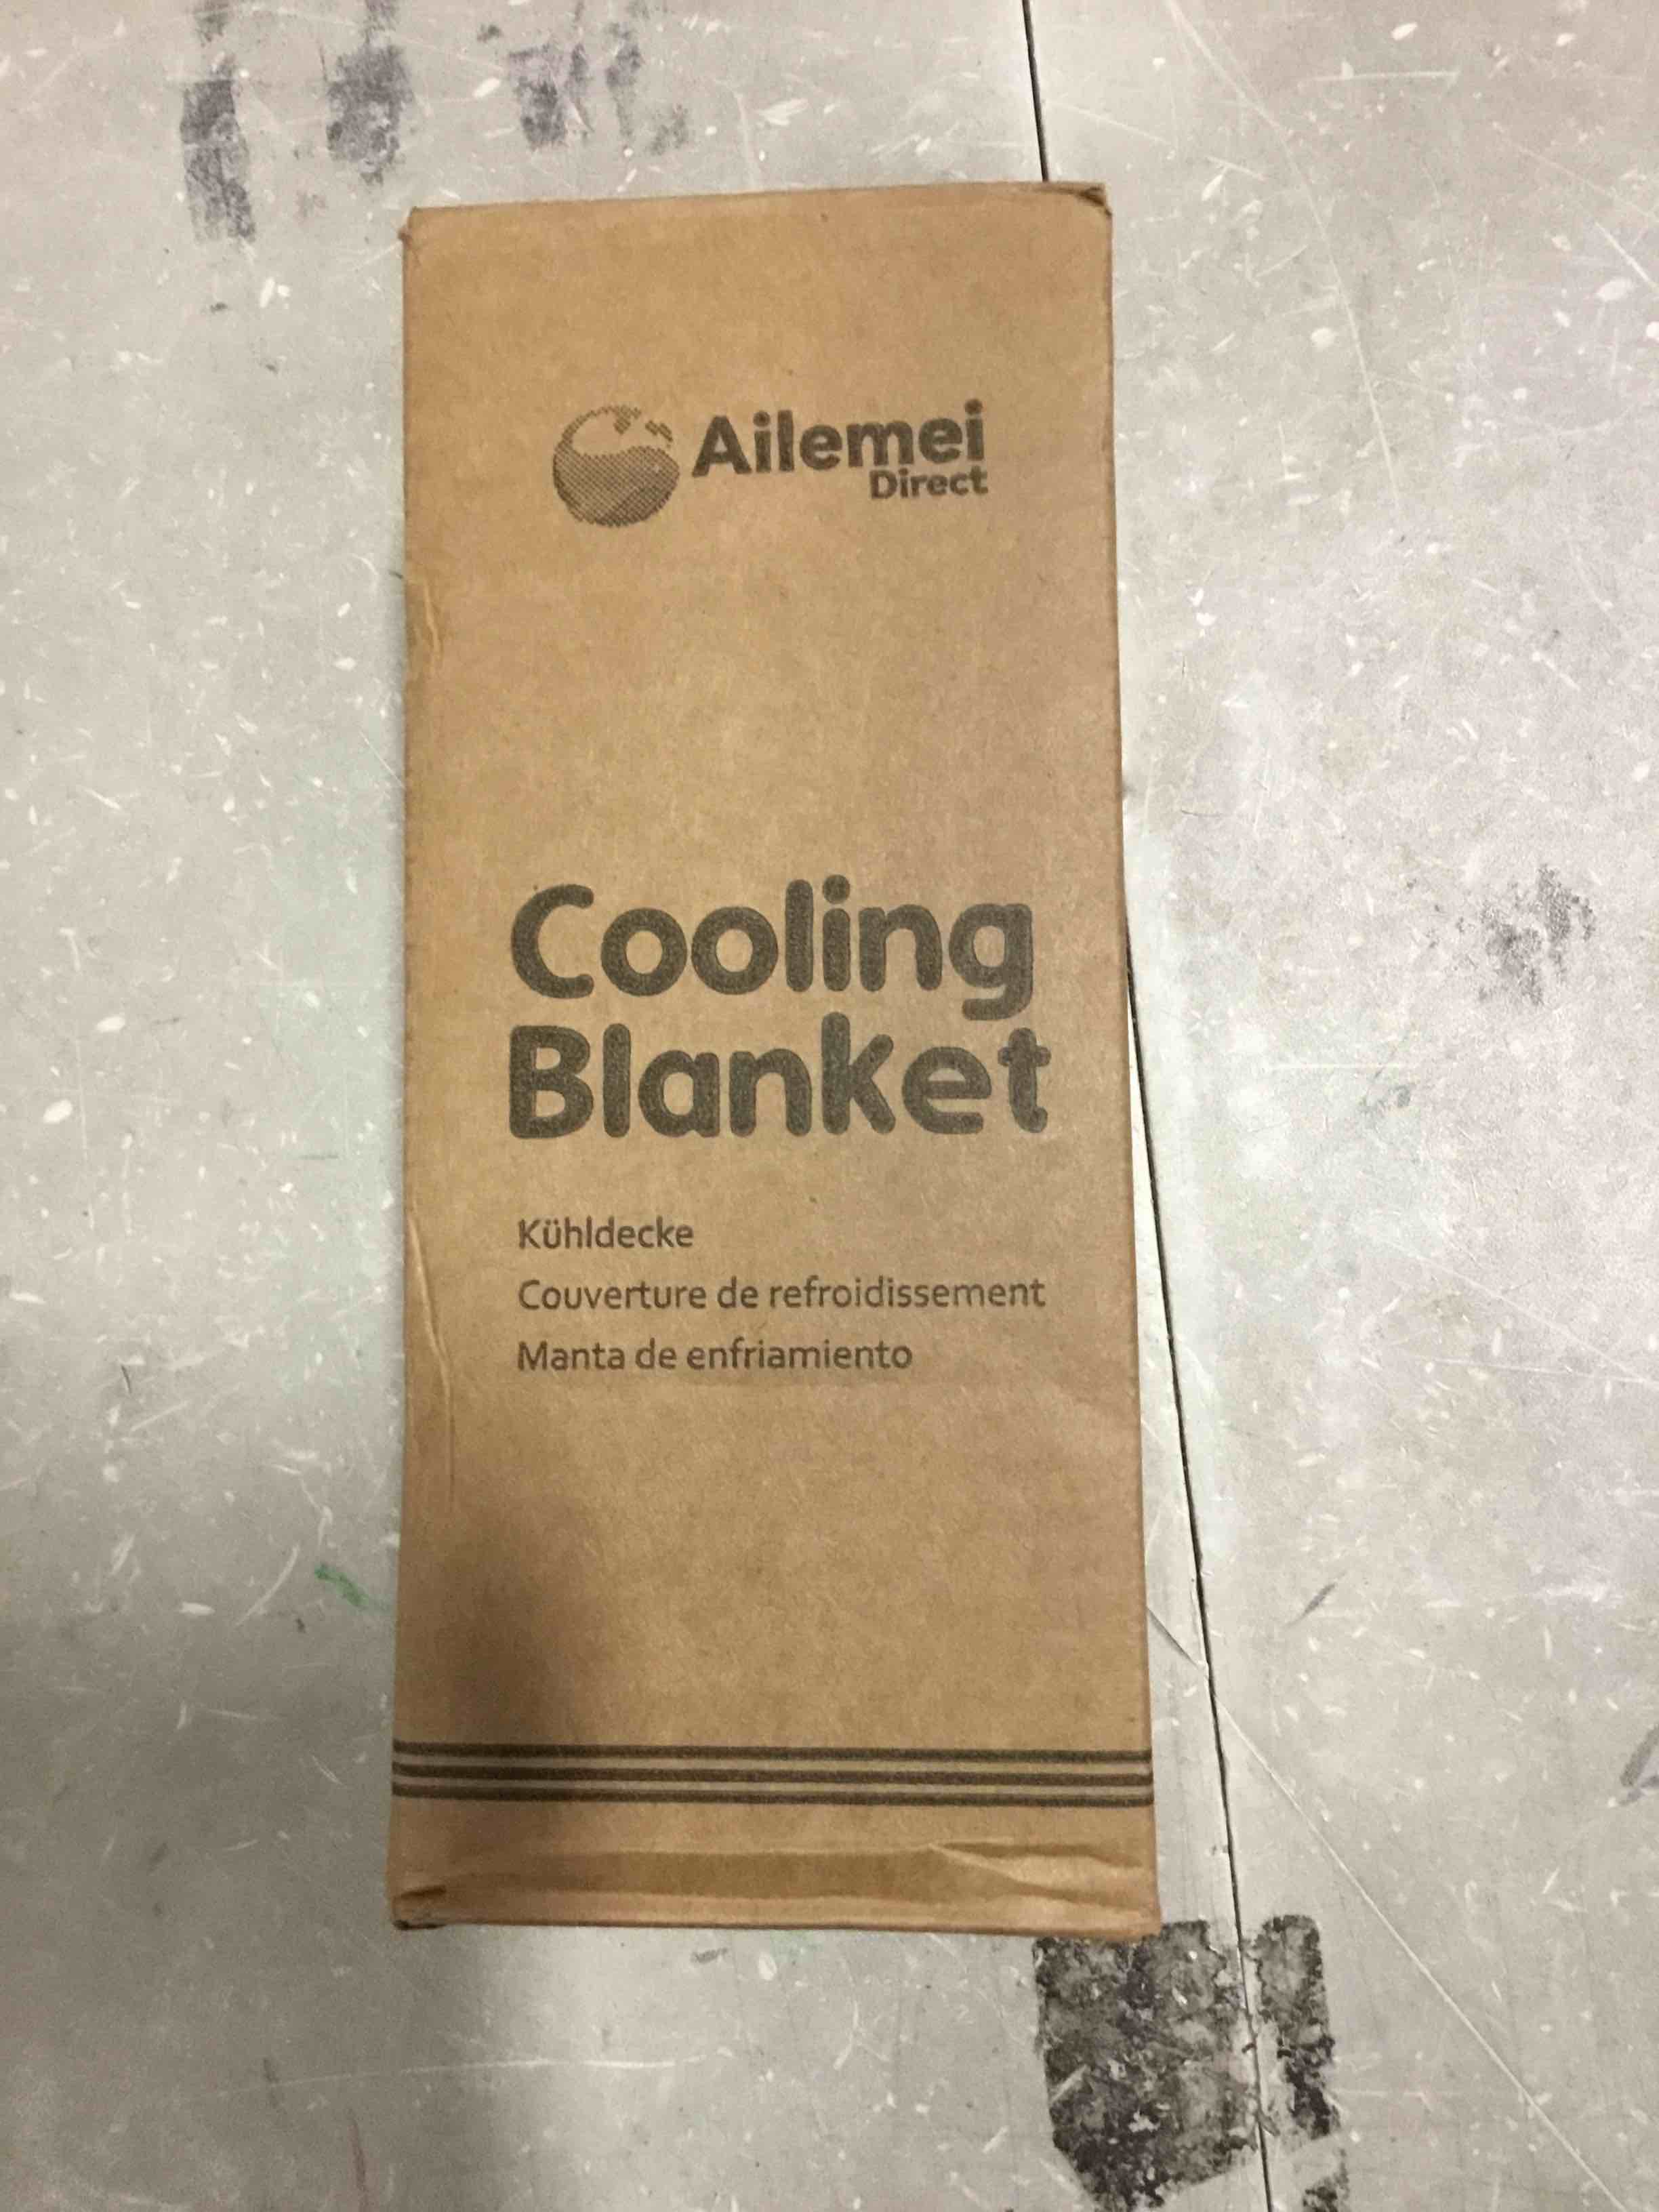 Ailemei
Direct
Cooling
Blanket
Kühldecke
Couverture de refroidissement
Manta de enfriamiento